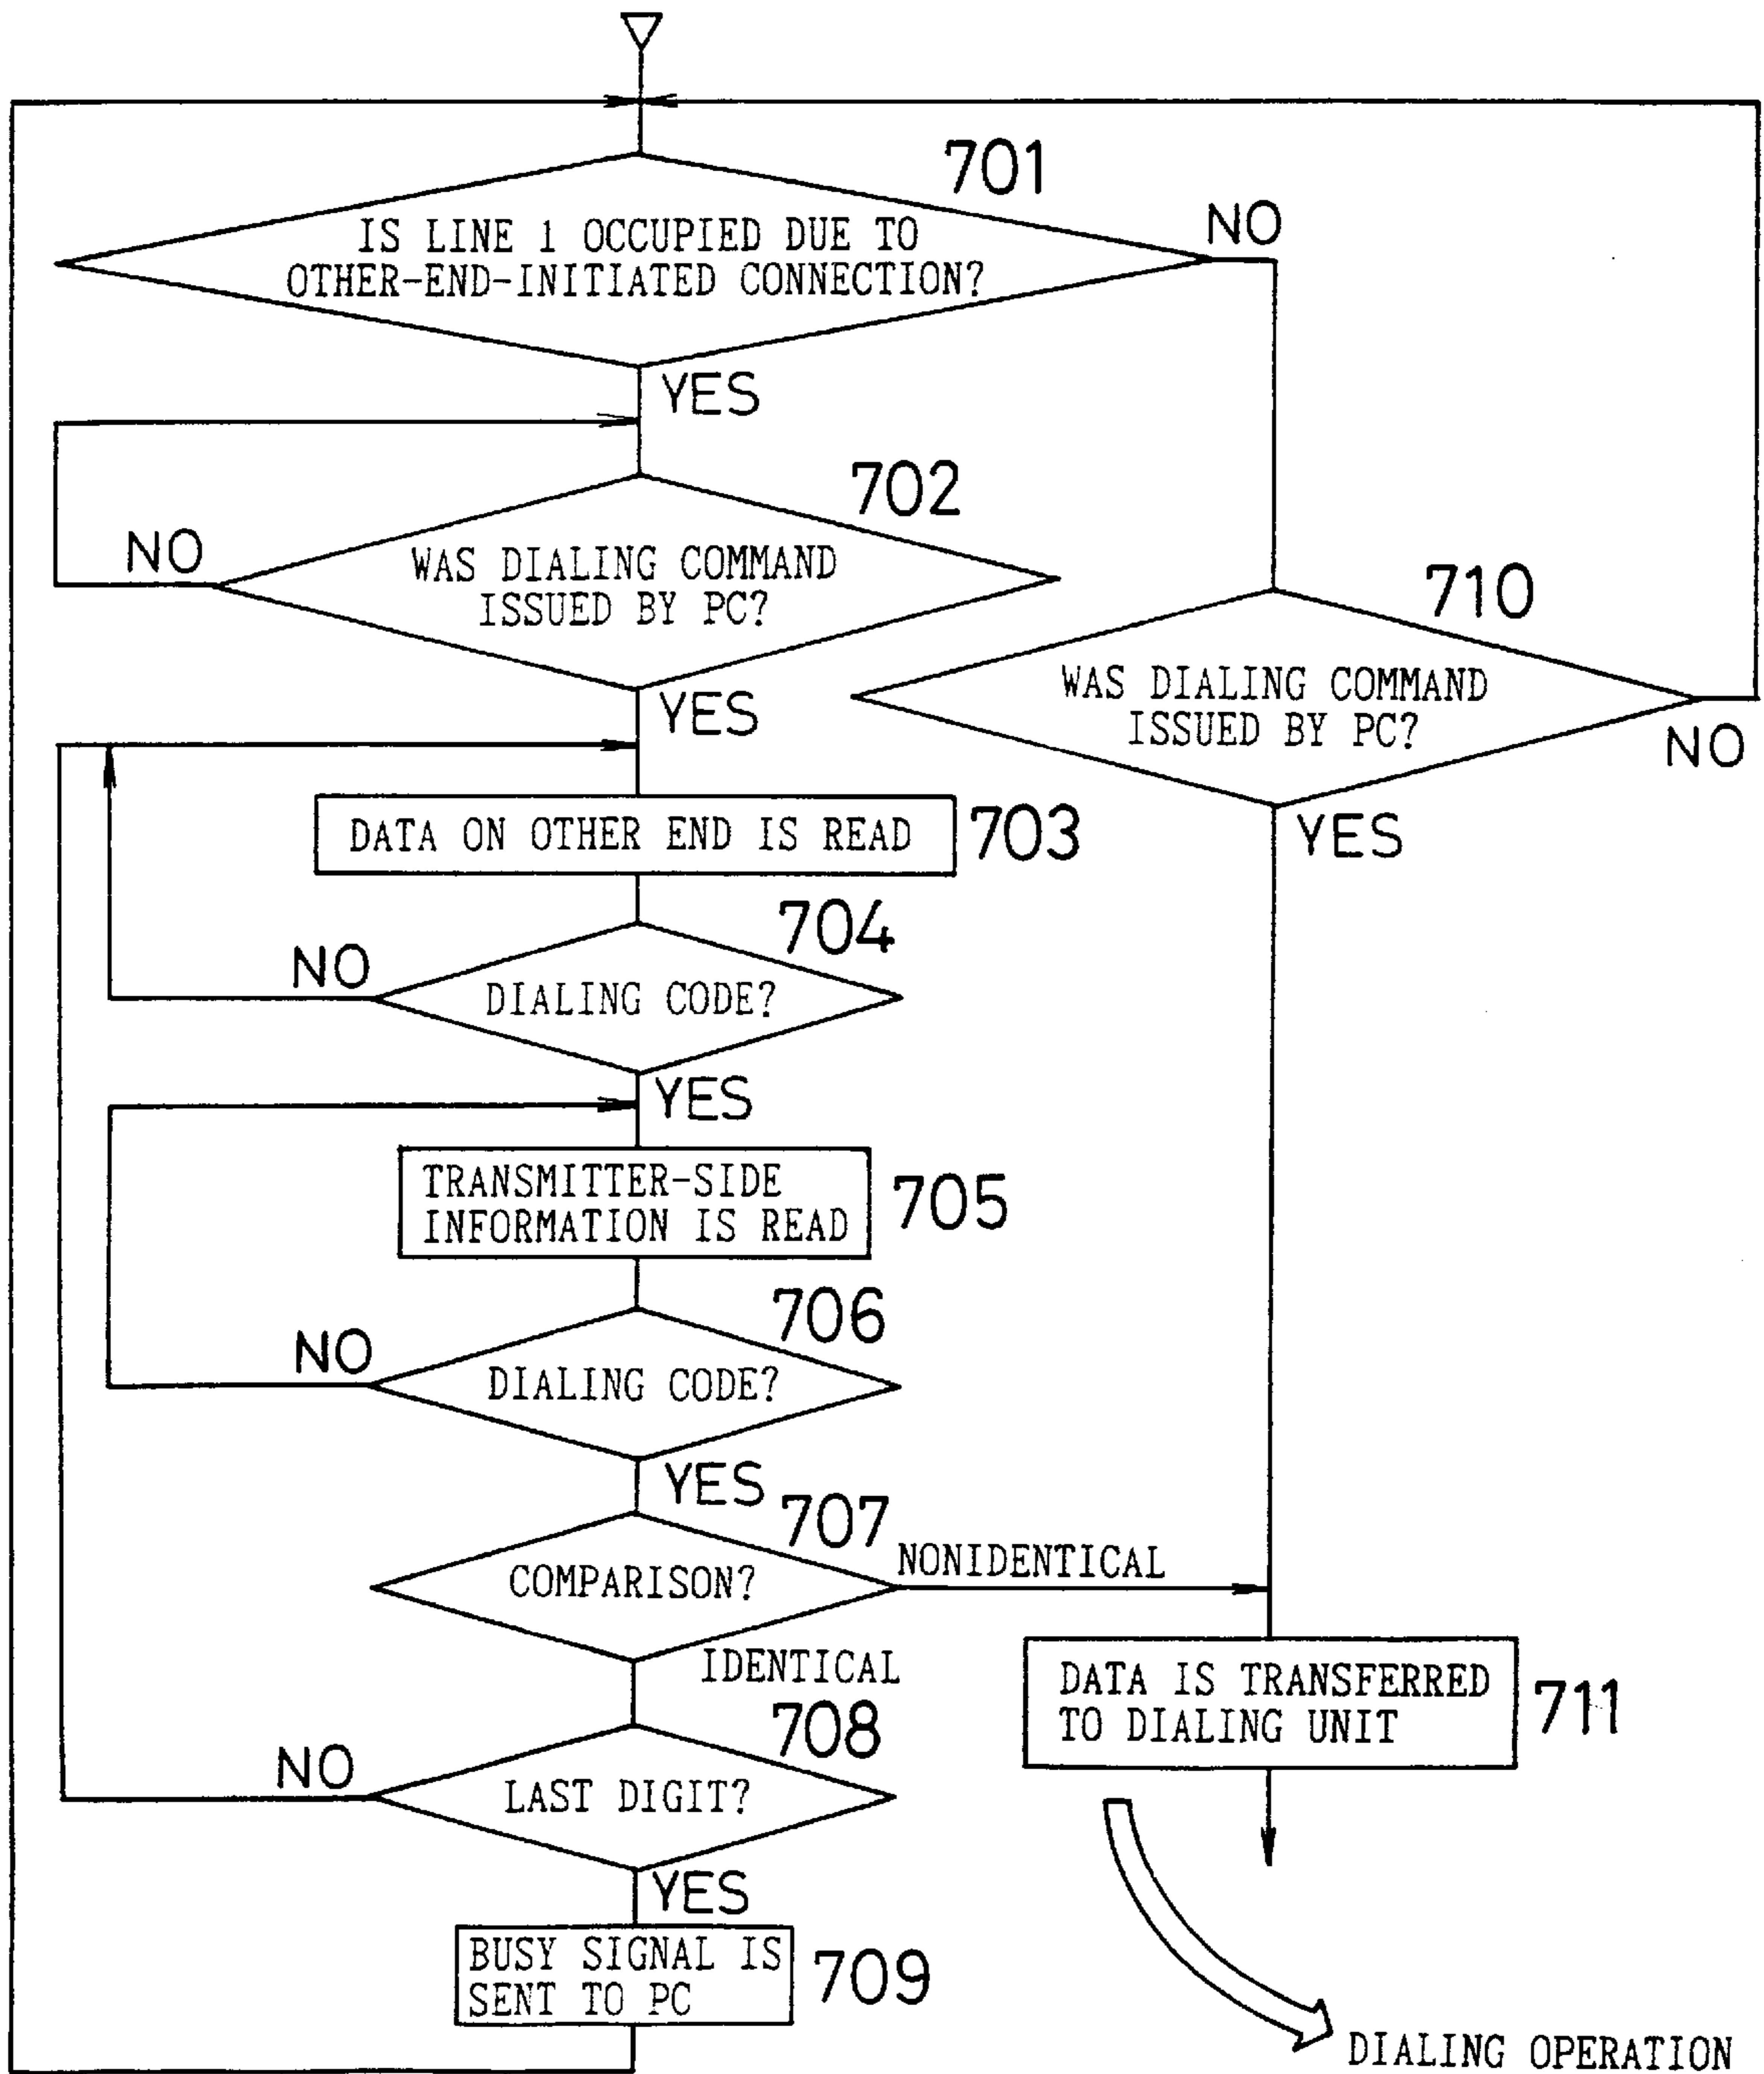 701
IS LINE 1 OCCUPIED DUE TO
OTHER-END-INITIATED CONNECTION?
NO
YES
702
WAS DIALING COMMAND
ISSUED BY PC?
NO
YES
710
WAS DIALING COMMAND
ISSUED BY PC?
NO
YES
DATA ON OTHER END IS READ
703
704
DIALING CODE?
NO
YES
TRANSMITTER-SIDE
INFORMATION IS READ
705
706
DIALING CODE?
NO
YES
707
COMPARISON?
NONIDENTICAL
IDENTICAL
708
LAST DIGIT?
NO
YES
BUSY SIGNAL IS
SENT TO PC
709
DATA IS TRANSFERRED
TO DIALING UNIT
711
DIALING OPERATION